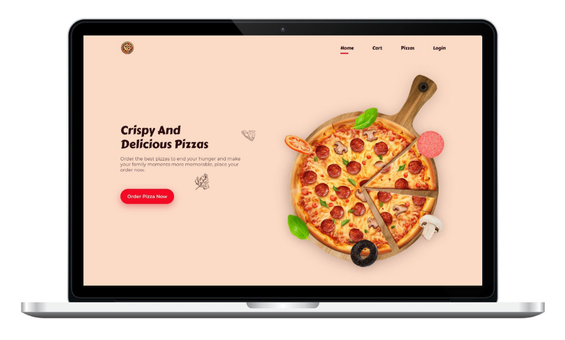 Home Cart Pizzas Login
Crispy And
Delicious Pizzas
Order the best pizzas to end your hunger and make
your family moments more memorable, place your
order now..
Order Pizza Now